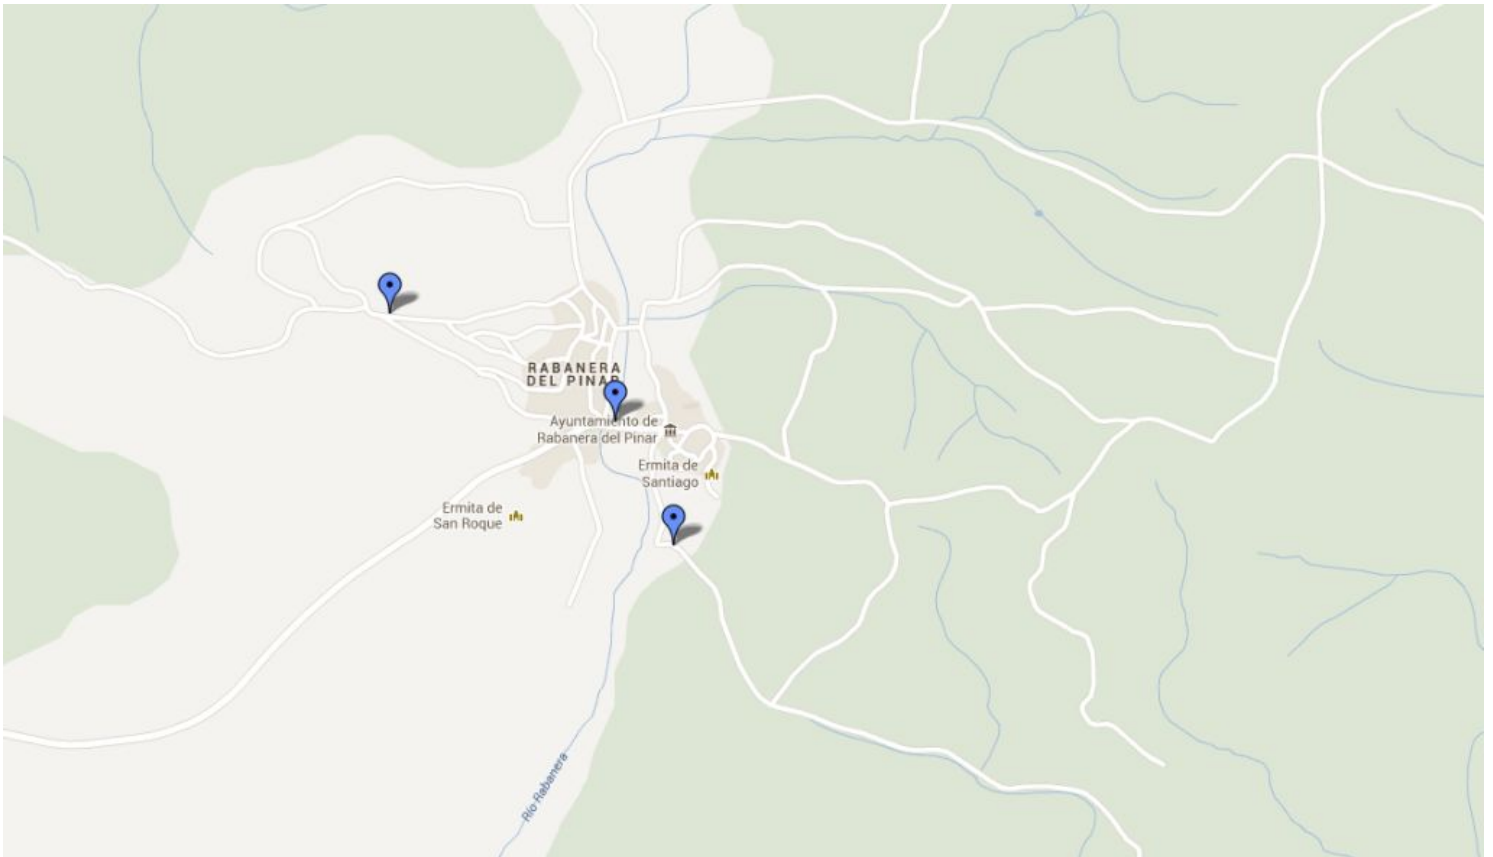 RABANERA
DEL PINAR
Ayuntamiento de
Rabanera del Pinar
Ermita de
Santiago
Ermita de
San Roque
Río Rabanera